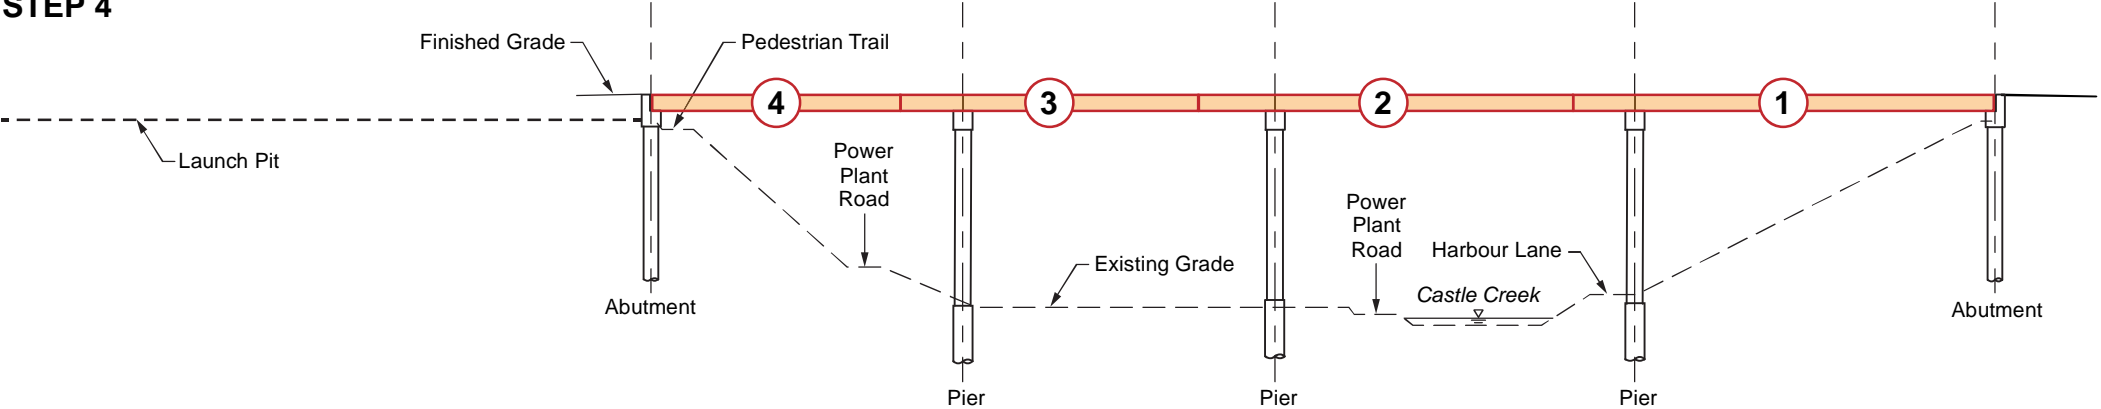 STEP 4
Finished Grade
Pedestrian Trail
4
3
2
1
Launch Pit
Power
Plant
Road
Power
Plant
Road
Harbour Lane
Existing Grade
Castle Creek
Abutment
Abutment
Pier
Pier
Pier